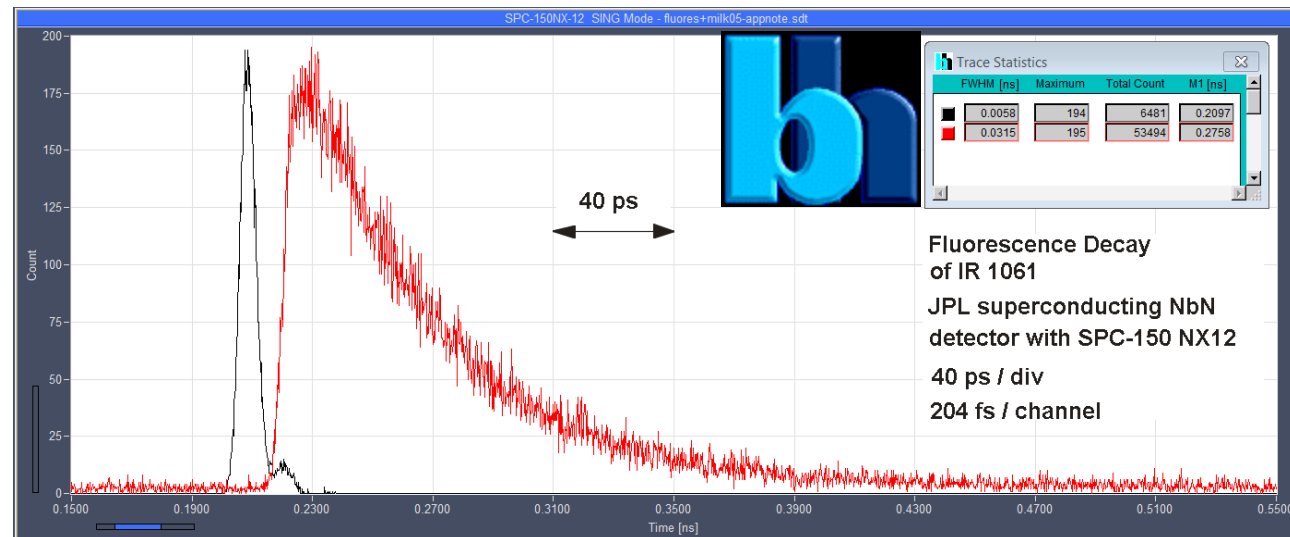 SPC-150NX-12 SING Mode - fluores+milk05-appnote.sdt
200
175
150
125
100
75
50
25
0
Count
0.1500 0.1900 0.2300 0.2700 0.3100 0.3500 0.3900 0.4300 0.4700 0.5100 0.5500
Time [ns]
40 ps
bh
Trace Statistics
FWHM [ns] Maximum Total Count M1 [ns]
0.0058 194 6481 0.2097
0.0315 195 53494 0.2758
Fluorescence Decay
of IR 1061
JPL superconducting NbN
detector with SPC-150 NX12
40 ps / div
204 fs / channel